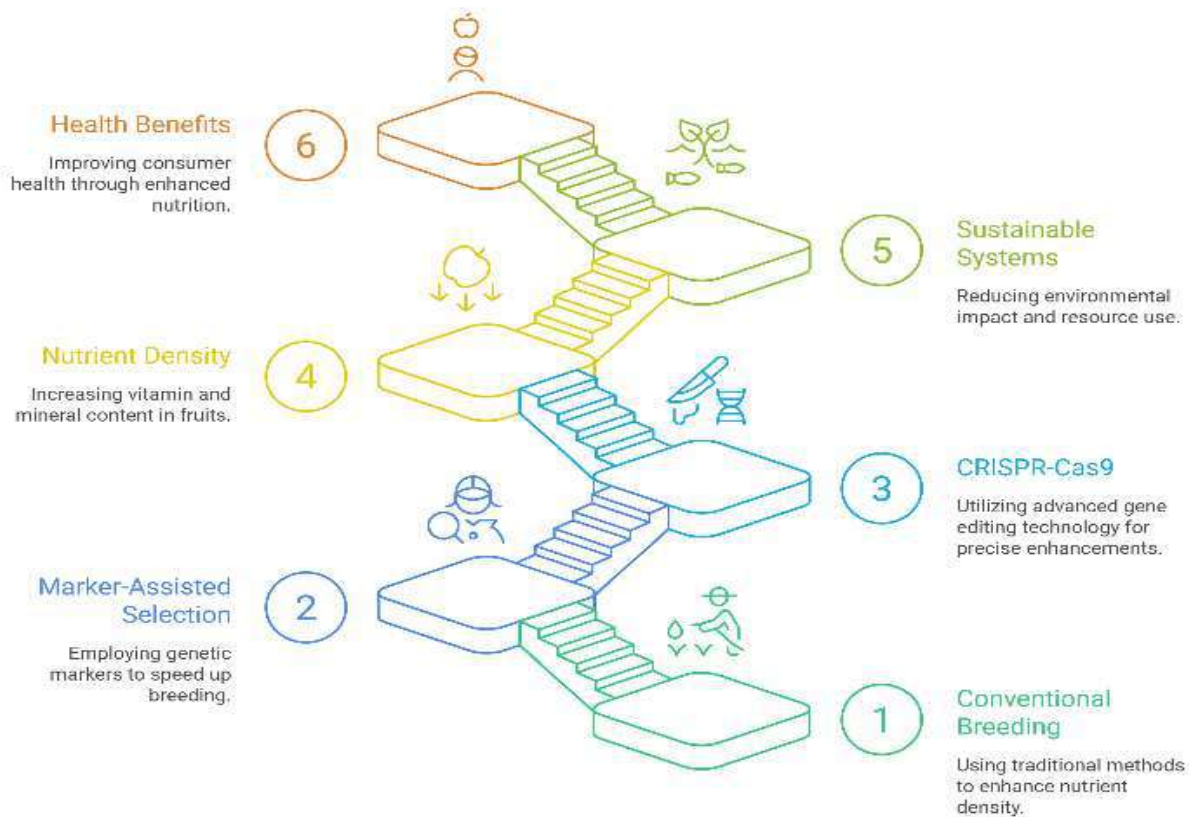 Health Benefits
6
Improving consumer
health through enhanced
nutrition.
5
Sustainable
Systems
Reducing environmental
impact and resource use.
Nutrient Density
4
Increasing vitamin and
mineral content in fruits.
3
CRISPR-Cas9
Utilizing advanced gene
editing technology for
precise enhancements.
Marker-Assisted
Selection
2
Employing genetic
markers to speed up
breeding.
1
Conventional
Breeding
Using traditional methods
to enhance nutrient
density.